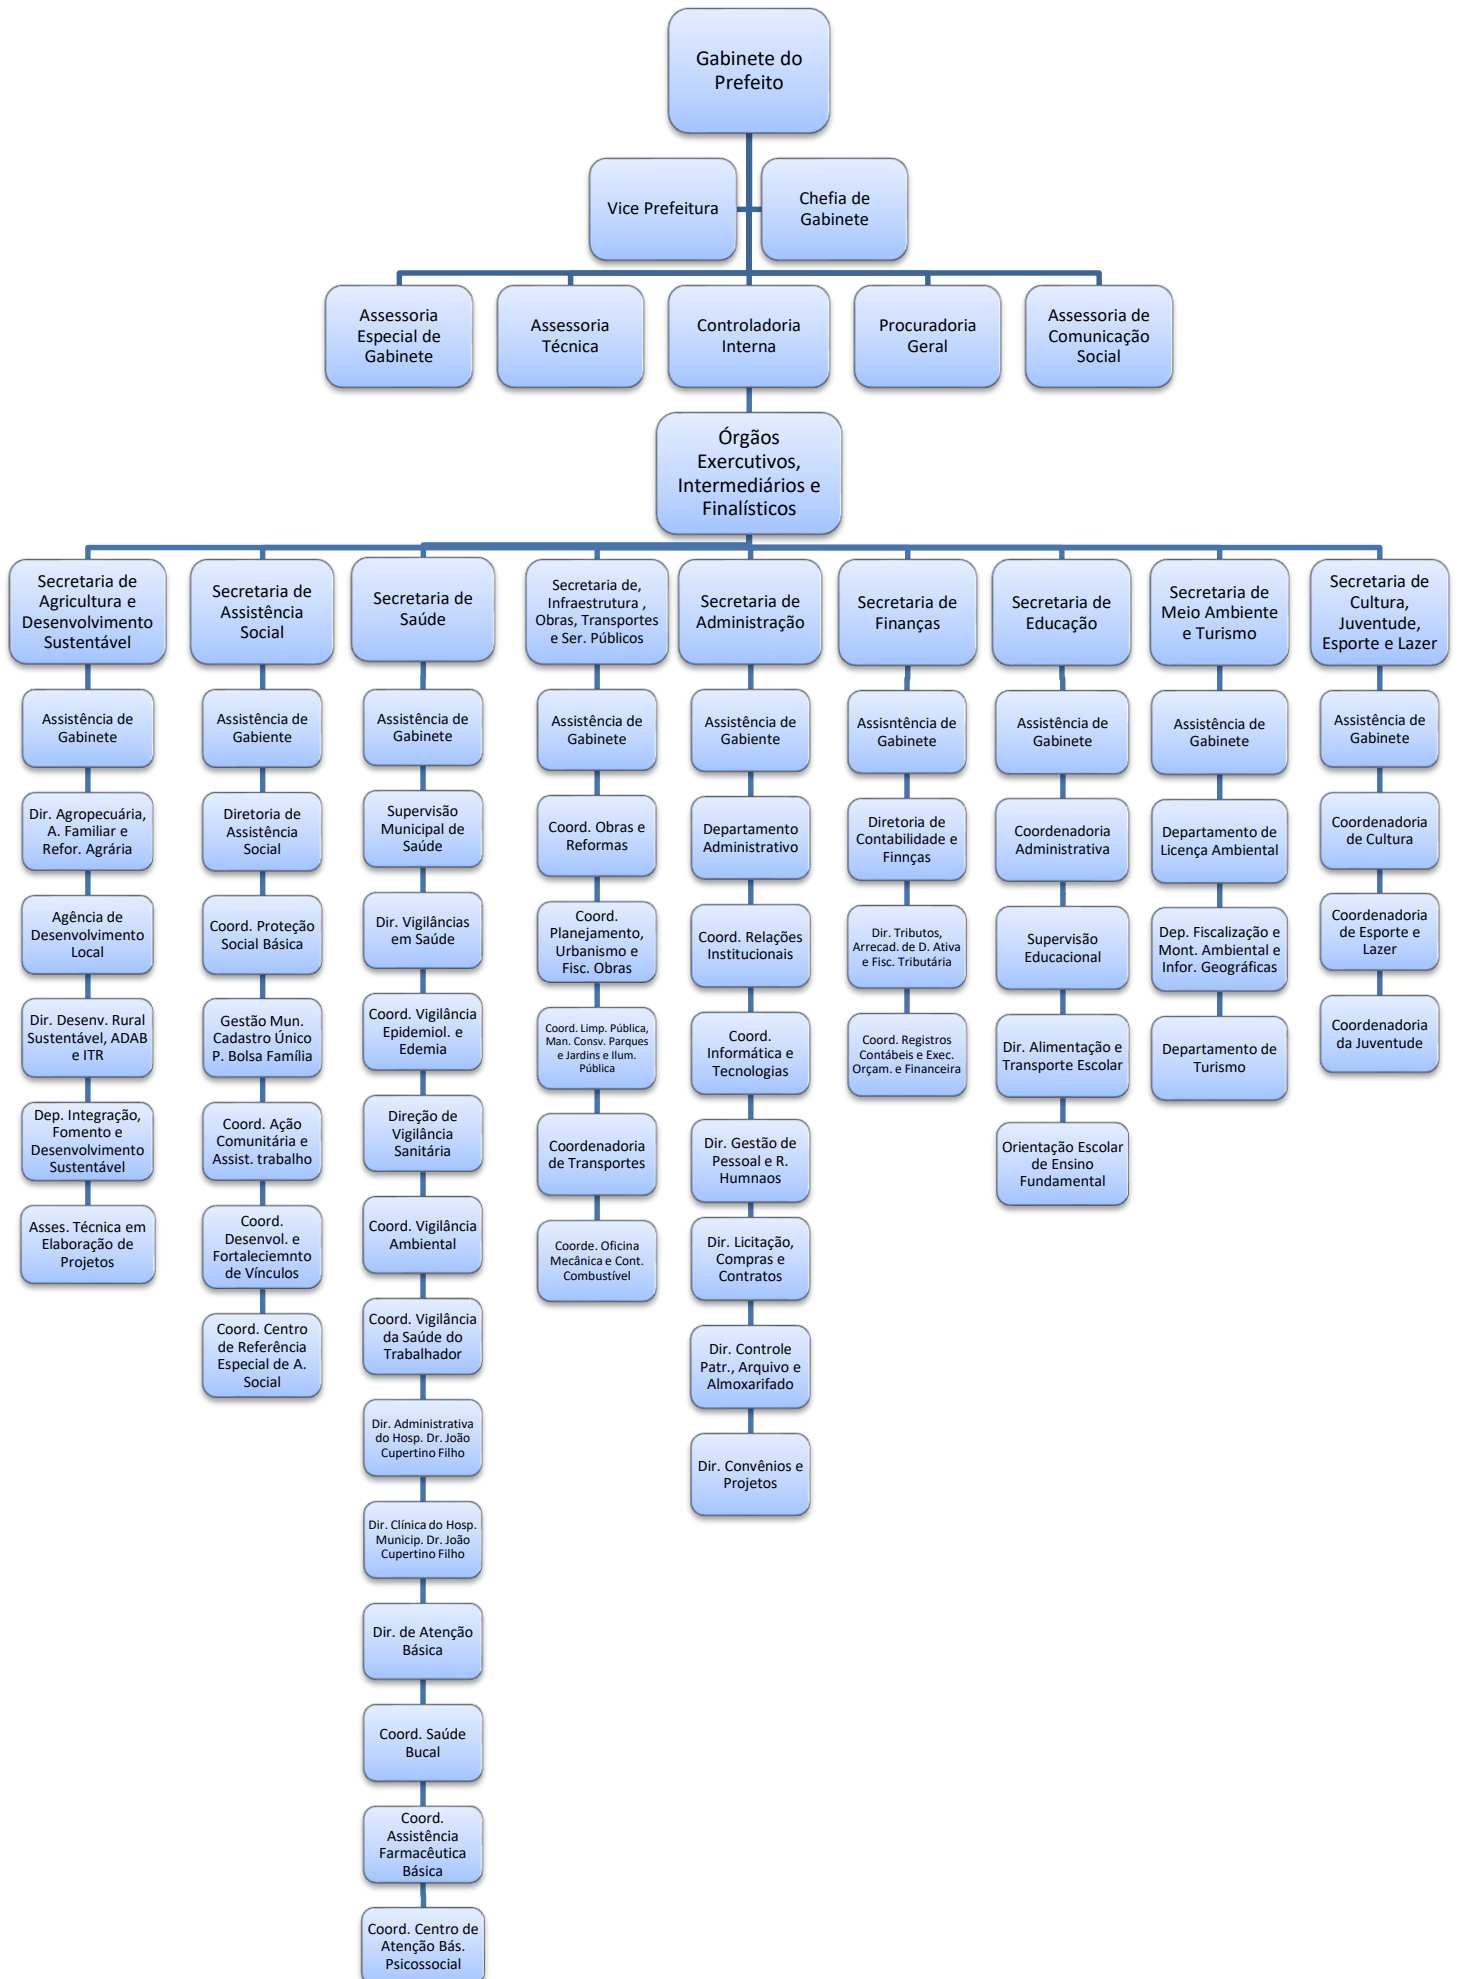 Gabinete do
Prefeito
Vice Prefeitura
Chefia de
Gabinete
Assessoria
Especial de
Gabinete
Assessoria
Técnica
Controladoria
Interna
Procuradoria
Geral
Assessoria de
Comunicação
Social
Órgãos
Exercutivos,
Intermediários e
Finalísticos
Secretaria de
Agricultura e
Desenvolvimento
Sustentável
Assistência de
Gabinete
Dir. Agropecuária,
A. Familiar e
Refor. Agrária
Agência de
Desenvolvimento
Local
Dir. Desenv. Rural
Sustentável, ADAB
e ITR
Dep. Integração,
Fomento e
Desenvolvimento
Sustentável
Asses. Técnica em
Elaboração de
Projetos
Secretaria de
Assistência
Social
Assistência de
Gabiente
Diretoria de
Assistência
Social
Coord. Proteção
Social Básica
Gestão Mun.
Cadastro Único
P. Bolsa Família
Coord. Ação
Comunitária e
Assist. trabalho
Coord.
Desenvol. e
Fortaleciemnto
de Vínculos
Coord. Centro
de Referência
Especial de A.
Social
Secretaria de
Saúde
Assistência de
Gabinete
Supervisão
Municipal de
Saúde
Dir. Vigilâncias
em Saúde
Coord. Vigilância
Epidemiol. e
Edemia
Direção de
Vigilância
Sanitária
Coord. Vigilância
Ambiental
Coord. Vigilância
da Saúde do
Trabalhador
Dir. Administrativa
do Hosp. Dr. João
Cupertino Filho
Dir. Clínica do Hosp.
Municip. Dr. João
Cupertino Filho
Dir. de Atenção
Básica
Coord. Saúde
Bucal
Coord.
Assistência
Farmacêutica
Básica
Coord. Centro de
Atenção Bás.
Psicossocial
Secretaria de,
Infraestrutura ,
Obras, Transportes
e Ser. Públicos
Assistência de
Gabinete
Coord. Obras e
Reformas
Coord.
Planejamento,
Urbanismo e
Fisc. Obras
Coord. Limp. Pública,
Man. Consv. Parques
e Jardins e Ilum.
Pública
Coordenadoria
de Transportes
Coorde. Oficina
Mecânica e Cont.
Combustível
Secretaria de
Administração
Assistência de
Gabiente
Departamento
Administrativo
Coord. Relações
Institucionais
Coord.
Informática e
Tecnologias
Dir. Gestão de
Pessoal e R.
Humnaos
Dir. Licitação,
Compras e
Contratos
Dir. Controle
Patr., Arquivo e
Almoxarifado
Dir. Convênios e
Projetos
Secretaria de
Finanças
Assisntência de
Gabinete
Diretoria de
Contabilidade e
Finnças
Dir. Tributos,
Arrecad. de D. Ativa
e Fisc. Tributária
Coord. Registros
Contábeis e Exec.
Orçam. e Financeira
Secretaria de
Educação
Assistência de
Gabinete
Coordenadoria
Administrativa
Supervisão
Educacional
Dir. Alimentação e
Transporte Escolar
Orientação Escolar
de Ensino
Fundamental
Secretaria de
Meio Ambiente
e Turismo
Assistência de
Gabinete
Departamento de
Licença Ambiental
Dep. Fiscalização e
Mont. Ambiental e
Infor. Geográficas
Departamento de
Turismo
Secretaria de
Cultura,
Juventude,
Esporte e Lazer
Assistência de
Gabinete
Coordenadoria
de Cultura
Coordenadoria
de Esporte e
Lazer
Coordenadoria
da Juventude